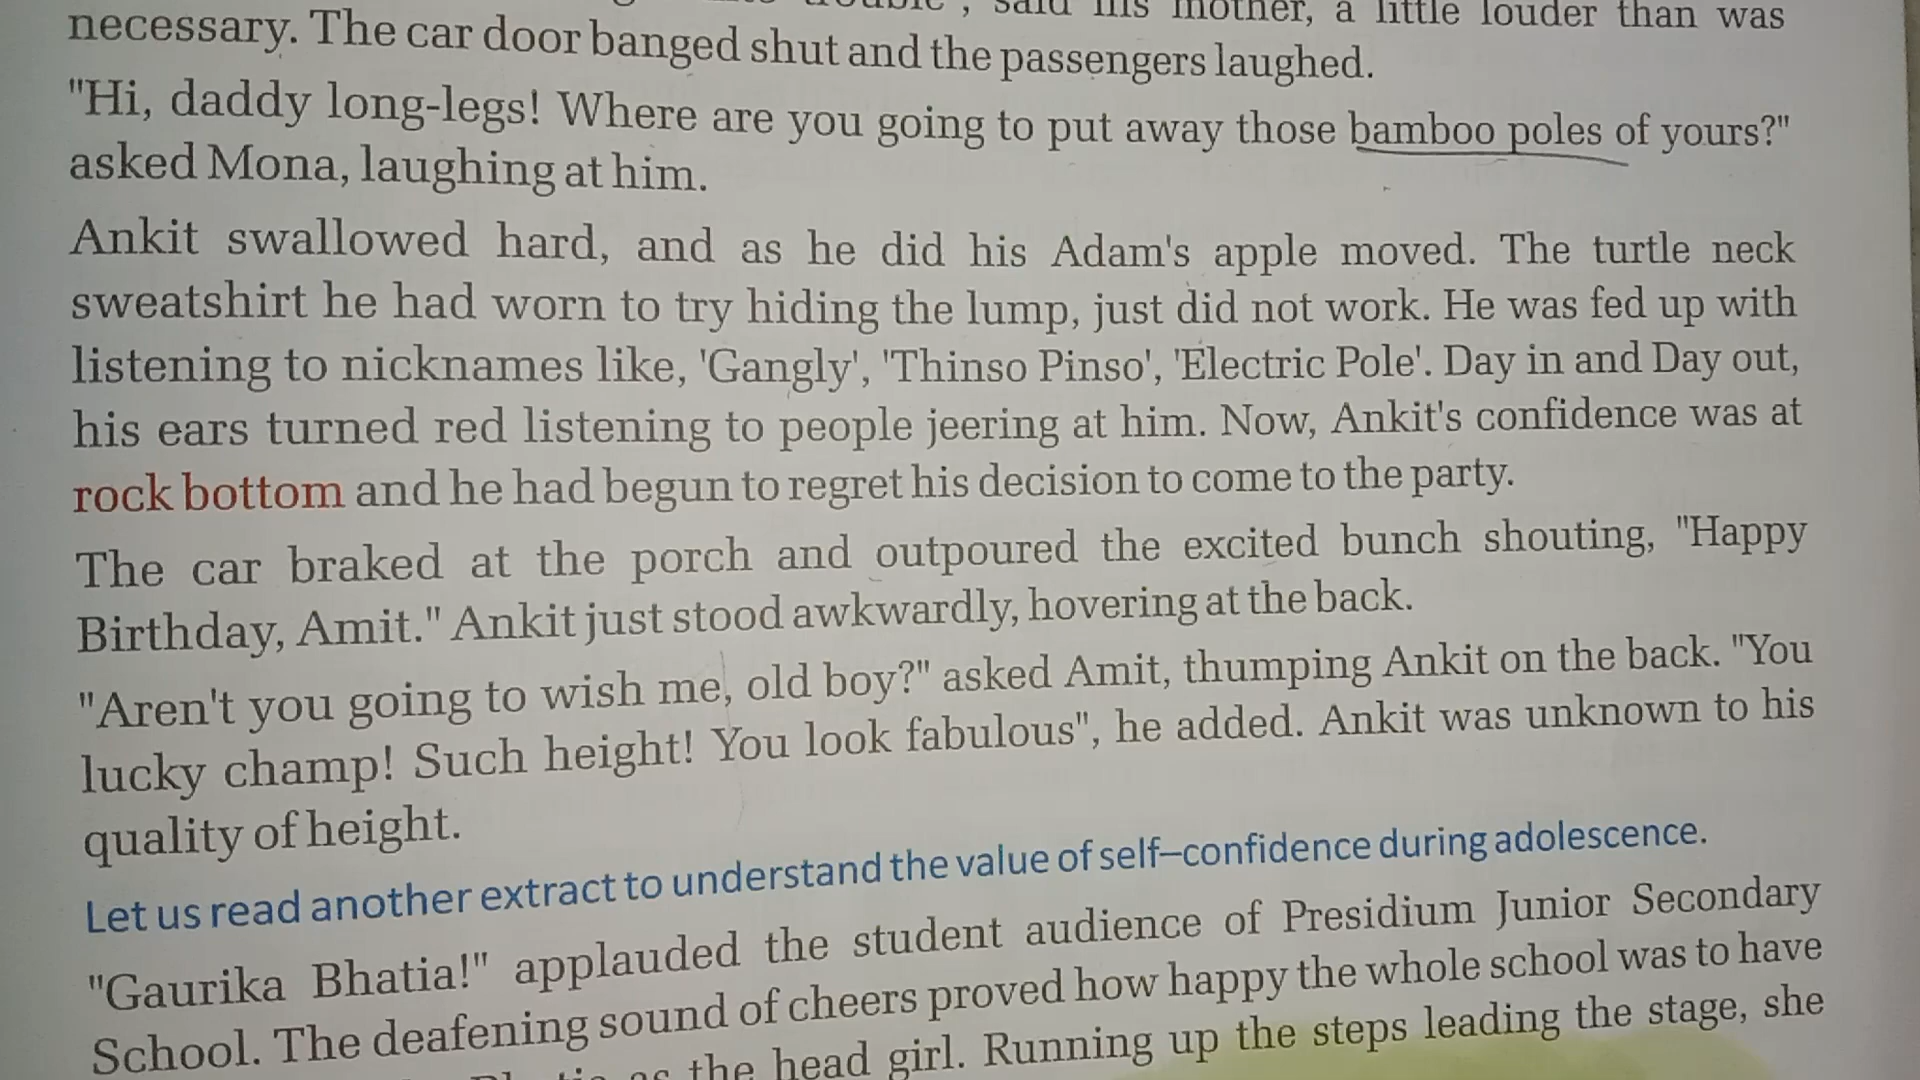 said his mother, a little louder than was
necessary. The car door banged shut and the passengers laughed.
"Hi, daddy long-legs! Where are you going to put away those bamboo poles of yours?"
asked Mona, laughing at him.
Ankit swallowed hard, and as he did his Adam's apple moved. The turtle neck
sweatshirt he had worn to try hiding the lump, just did not work. He was fed up with
listening to nicknames like, 'Gangly', 'Thinso Pinso', 'Electric Pole'. Day in and Day out,
his ears turned red listening to people jeering at him. Now, Ankit's confidence was at
rock bottom and he had begun to regret his decision to come to the party.
The car braked at the porch and outpoured the excited bunch shouting, "Happy
Birthday, Amit." Ankit just stood awkwardly, hovering at the back.
"Aren't you going to wish me, old boy?" asked Amit, thumping Ankit on the back. "You
lucky champ! Such height! You look fabulous", he added. Ankit was unknown to his
quality of height.
Let us read another extract to understand the value of self–confidence during adolescence.
"Gaurika Bhatia!" applauded the student audience of Presidium Junior Secondary
School. The deafening sound of cheers proved how happy the whole school was to have
as the head girl. Running up the steps leading the stage, she